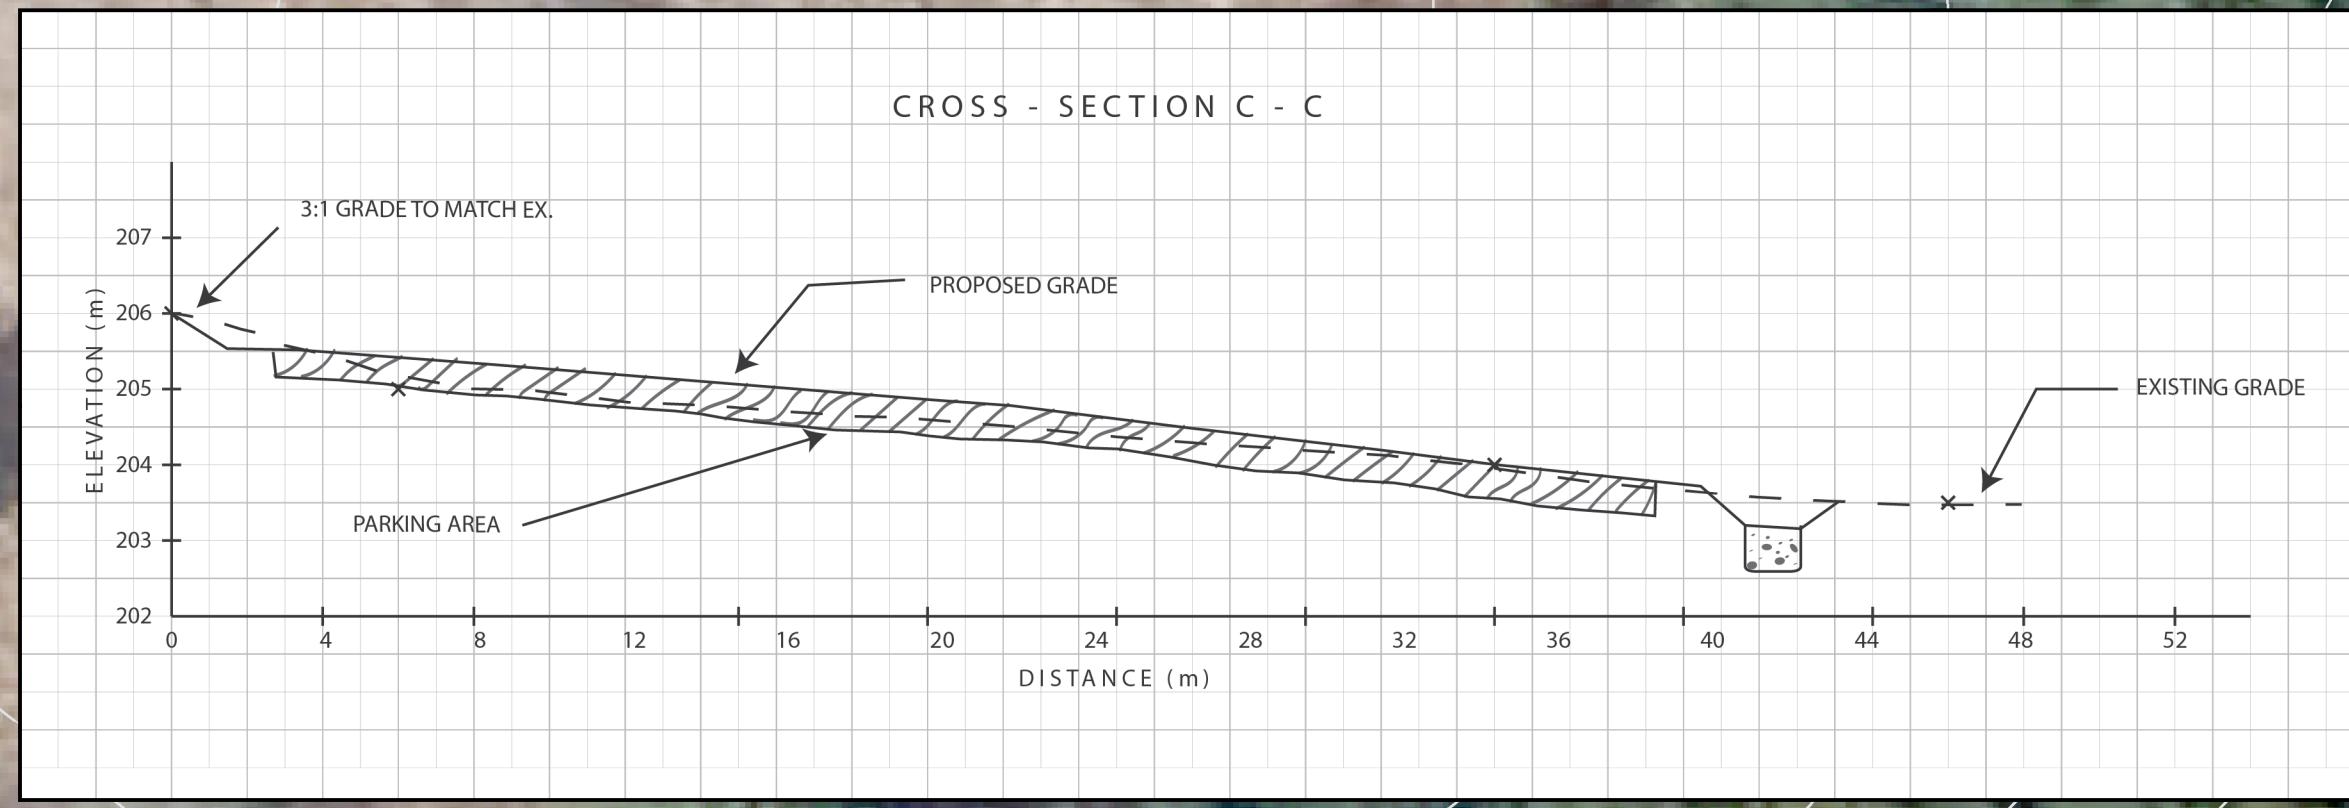 CROSS - SECTION C - C
3:1 GRADE TO MATCH EX.
PROPOSED GRADE
EXISTING GRADE
PARKING AREA
ELEVATION (m)
207
206
205
204
203
202
0 4 8 12 16 20 24 28 32 36 40 44 48 52
DISTANCE (m)